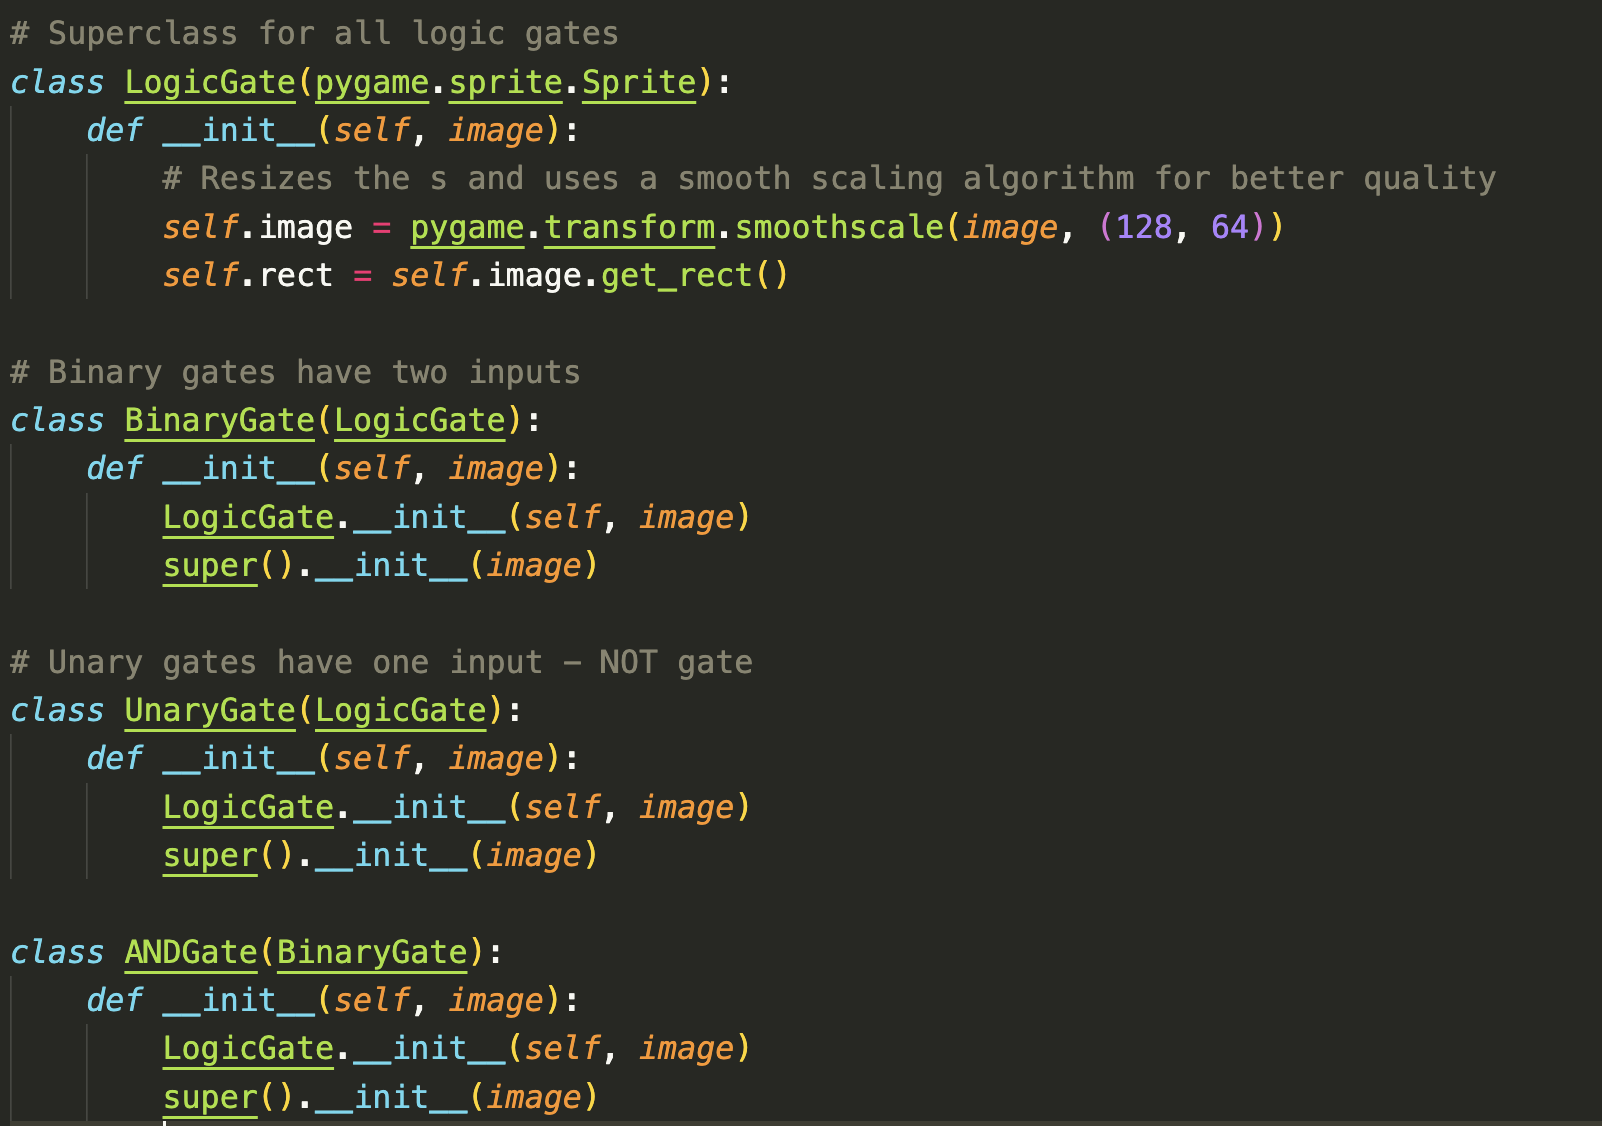 # Superclass for all logic gates
class LogicGate(pygame.sprite.Sprite):
    def __init__(self, image):
        # Resizes the s and uses a smooth scaling algorithm for better quality
        self.image = pygame.transform.smoothscale(image, (128, 64))
        self.rect = self.image.get_rect()

# Binary gates have two inputs
class BinaryGate(LogicGate):
    def __init__(self, image):
        LogicGate.__init__(self, image)
        super().__init__(image)

# Unary gates have one input – NOT gate
class UnaryGate(LogicGate):
    def __init__(self, image):
        LogicGate.__init__(self, image)
        super().__init__(image)

class ANDGate(BinaryGate):
    def __init__(self, image):
        LogicGate.__init__(self, image)
        super().__init__(image)